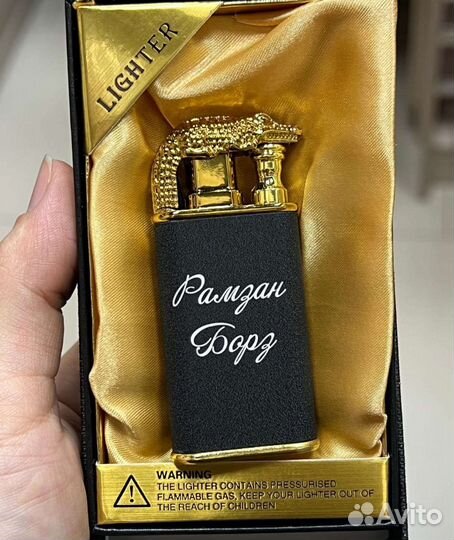 LIGHTER
Рамзан
Борз
WARNING
THE LIGHTER CONTAINS PRESSURISED
FLAMMABLE GAS, KEEP YOUR LIGHTER OUT OF
THE REACH OF CHILDREN
Avito